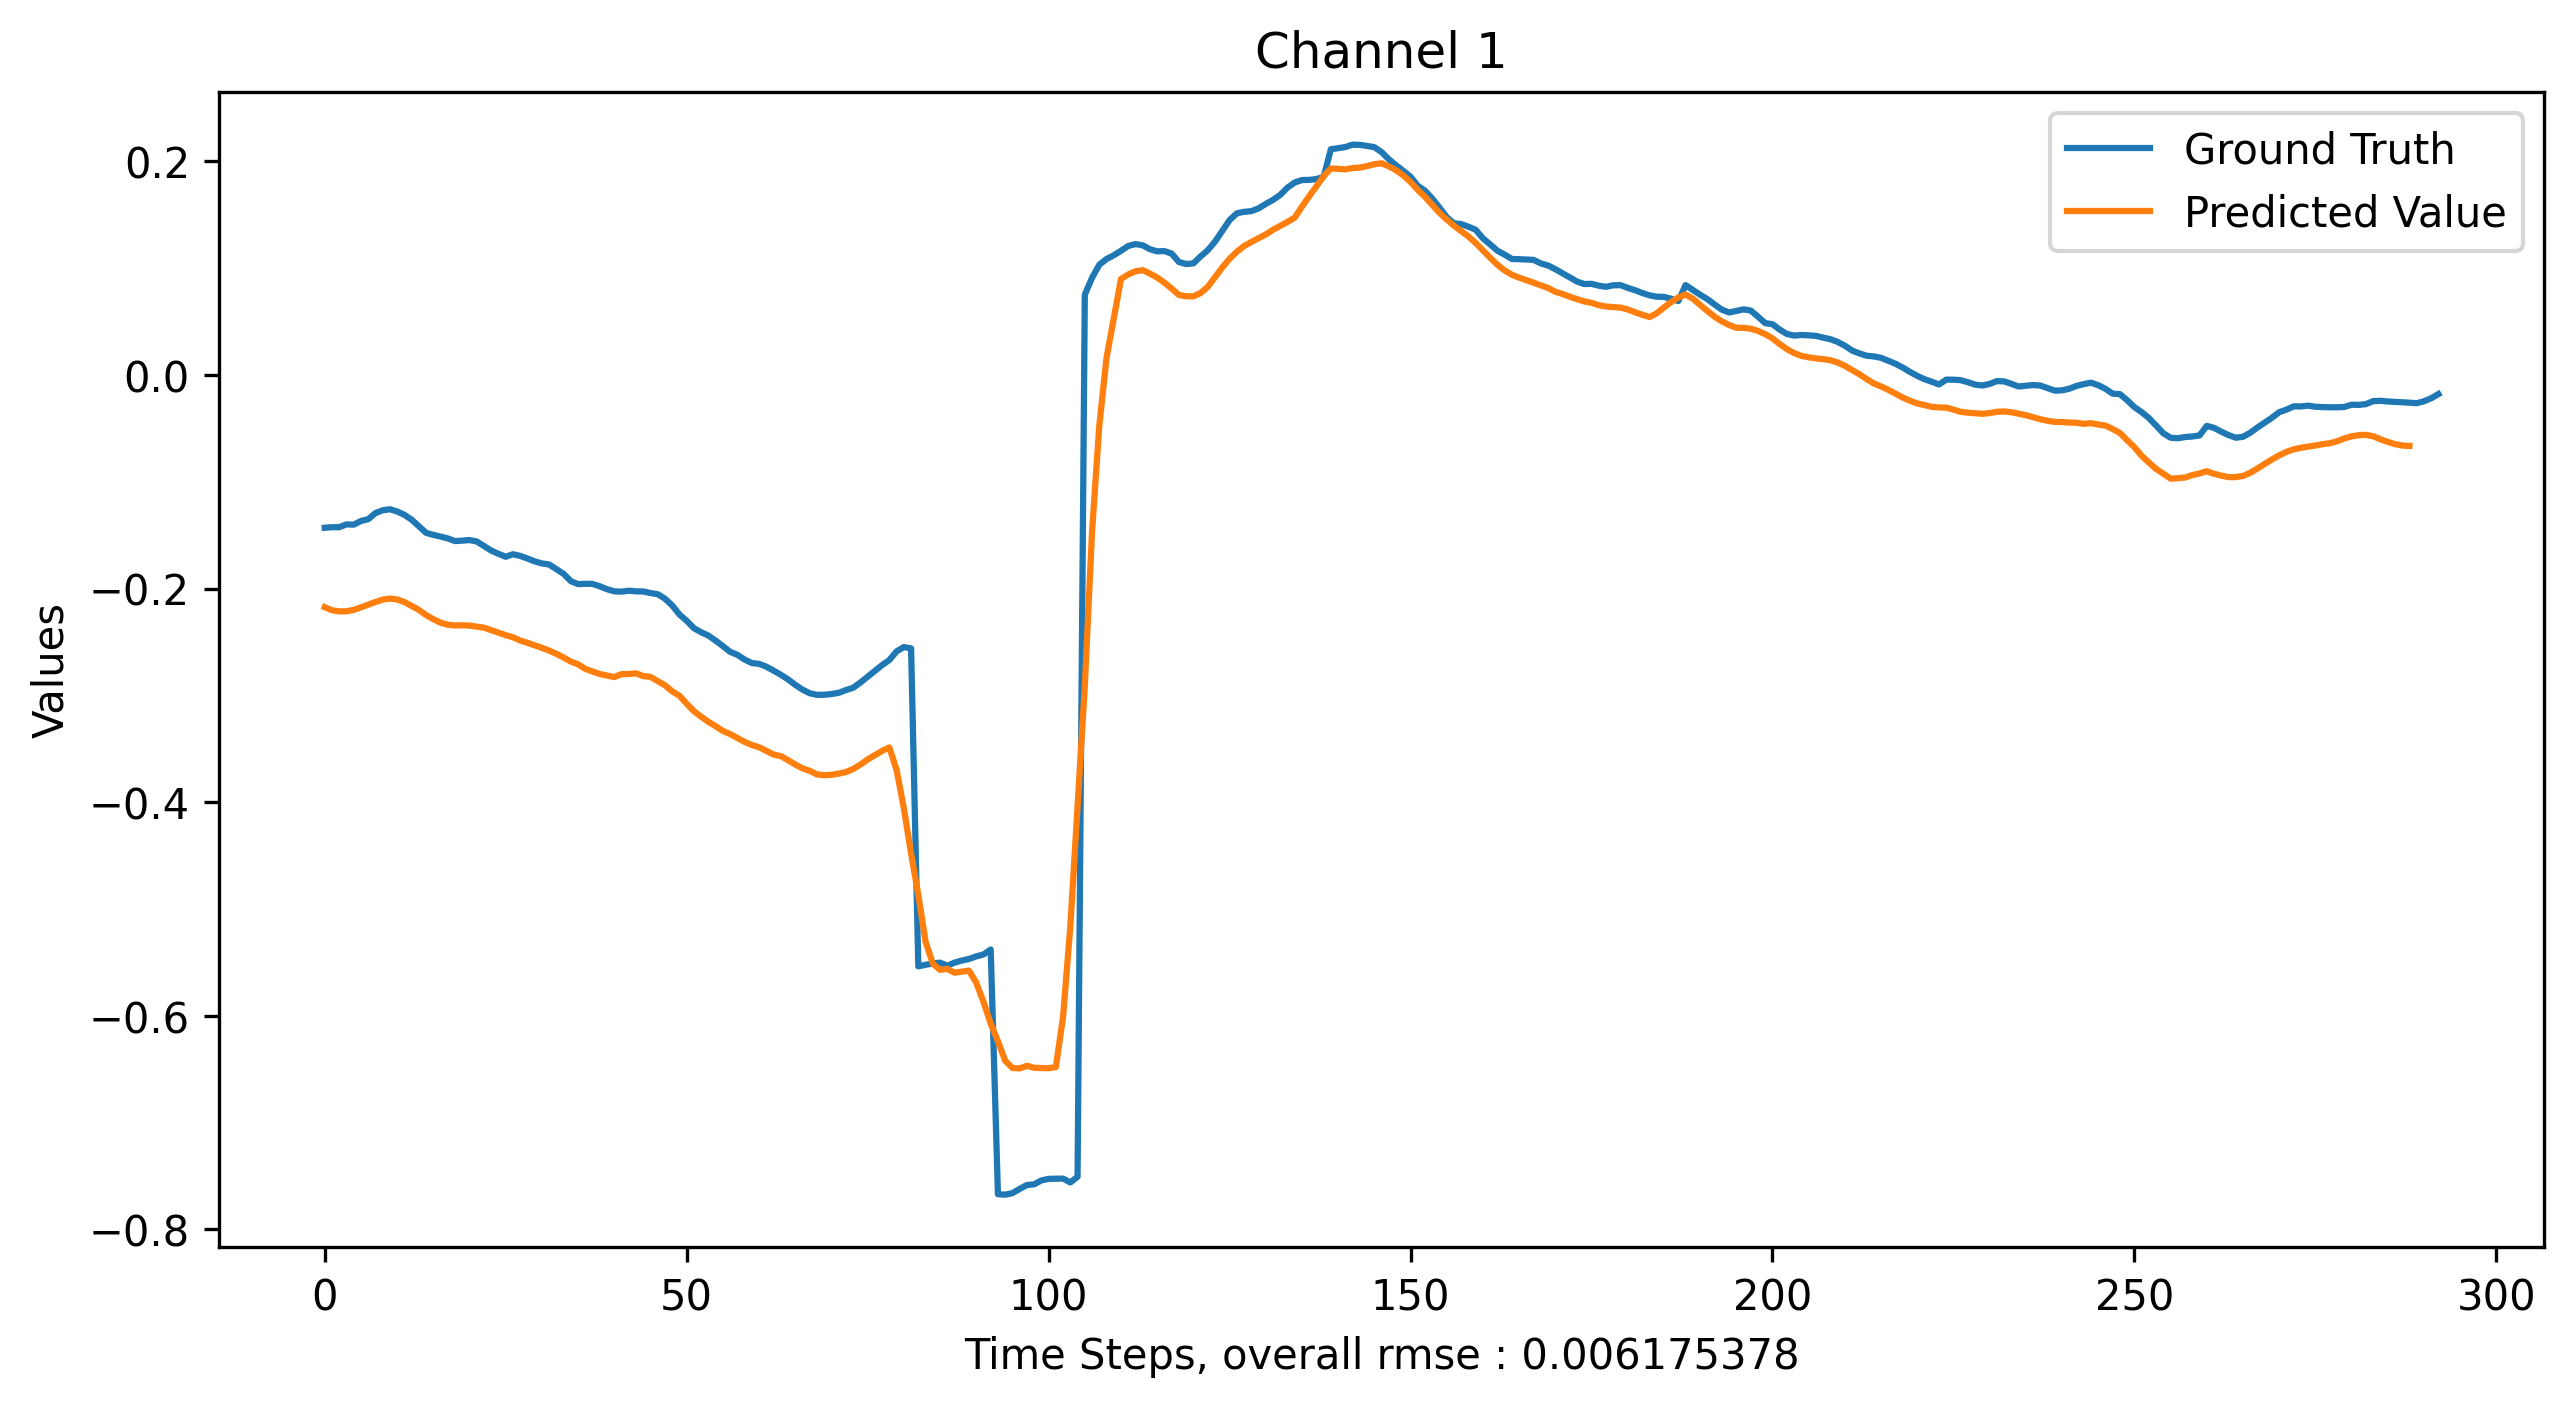 Channel 1
Ground Truth
Predicted Value
Values
0.2
0.0
−0.2
−0.4
−0.6
−0.8
0 50 100 150 200 250 300
Time Steps, overall rmse : 0.006175378